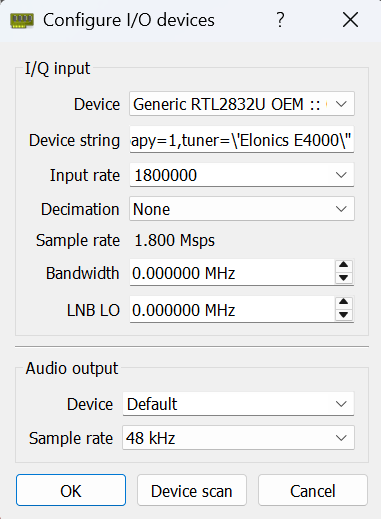 Configure I/O devices ?
I/Q input
Device Generic RTL2832U OEM ::
Device string apy=1,tuner=\'Elonics E4000\"
Input rate 1800000
Decimation None
Sample rate 1.800 Msps
Bandwidth 0.000000 MHz
LNB LO 0.000000 MHz
Audio output
Device Default
Sample rate 48 kHz
OK Device scan Cancel